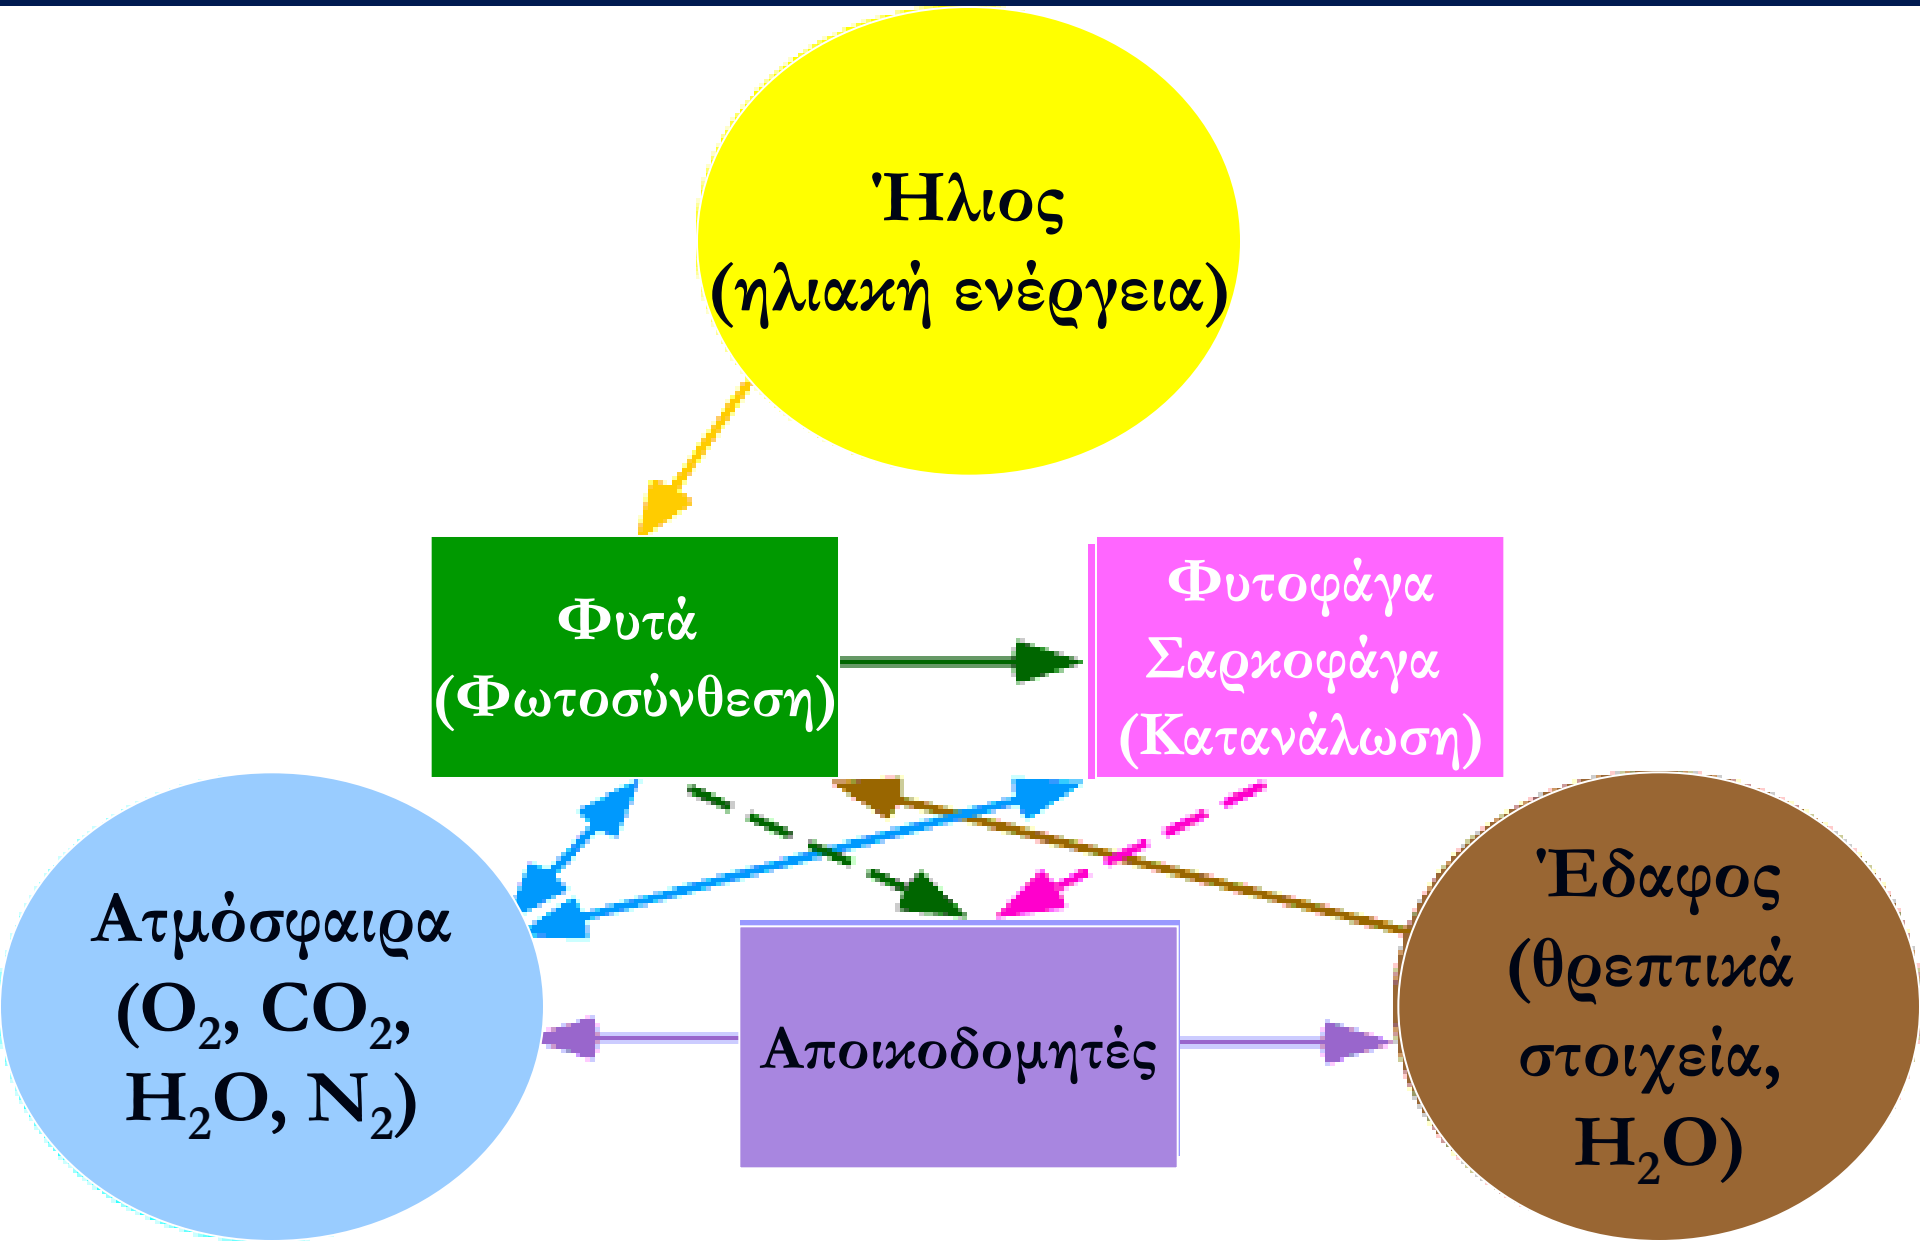 Ήλιος
(ηλιακή ενέργεια)
Φυτά
(Φωτοσύνθεση)
Φυτοφάγα
Σαρκοφάγα
(Κατανάλωση)
Ατμόσφαιρα
(O₂, CO₂,
H₂O, N₂)
Αποικοδομητές
Έδαφος
(θρεπτικά
στοιχεία,
H₂O)